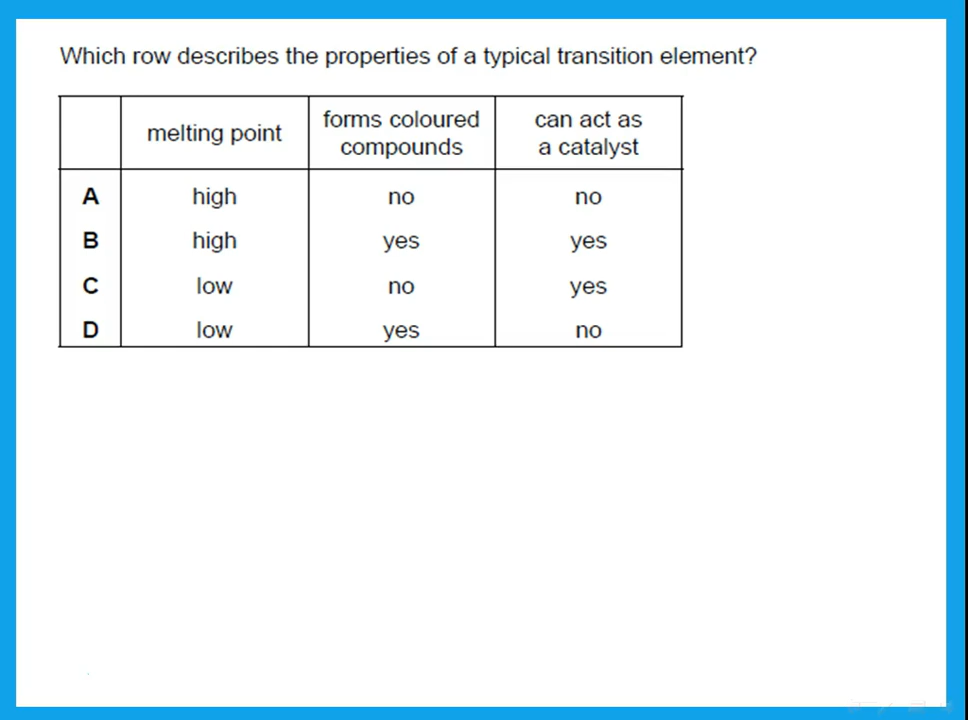 Which row describes the properties of a typical transition element?
melting point forms coloured compounds can act as a catalyst
A high no no
B high yes yes
C low no yes
D low yes no